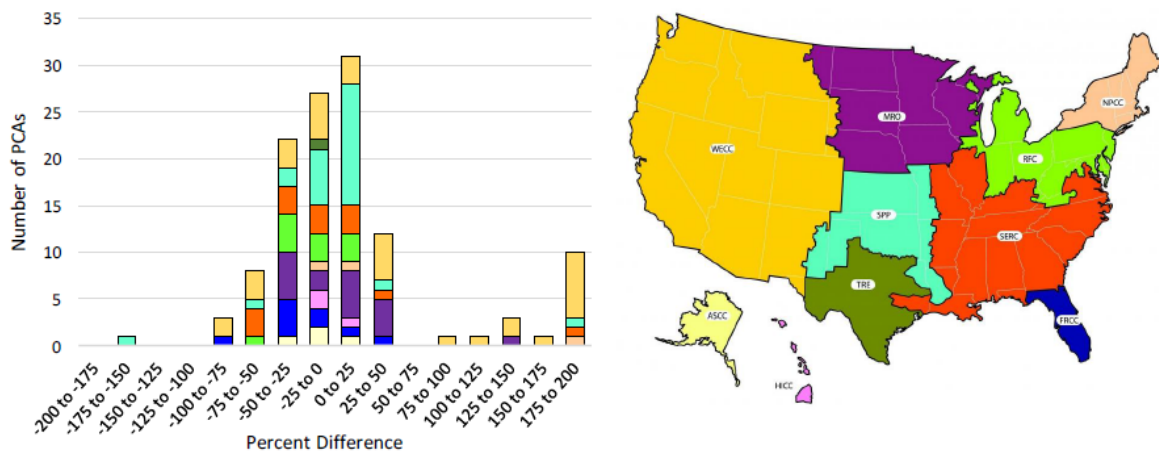 35
30
25
20
15
10
5
0
Number of PCAs
-200 to -175
-175 to -150
-150 to -125
-125 to -100
-100 to -75
-75 to -50
-50 to -25
-25 to 0
0 to 25
25 to 50
50 to 75
75 to 100
100 to 125
125 to 150
150 to 175
175 to 200
Percent Difference
WECC
MRO
NPCC
RFC
SPP
SERC
TRE
FRCC
ASCC
HICC